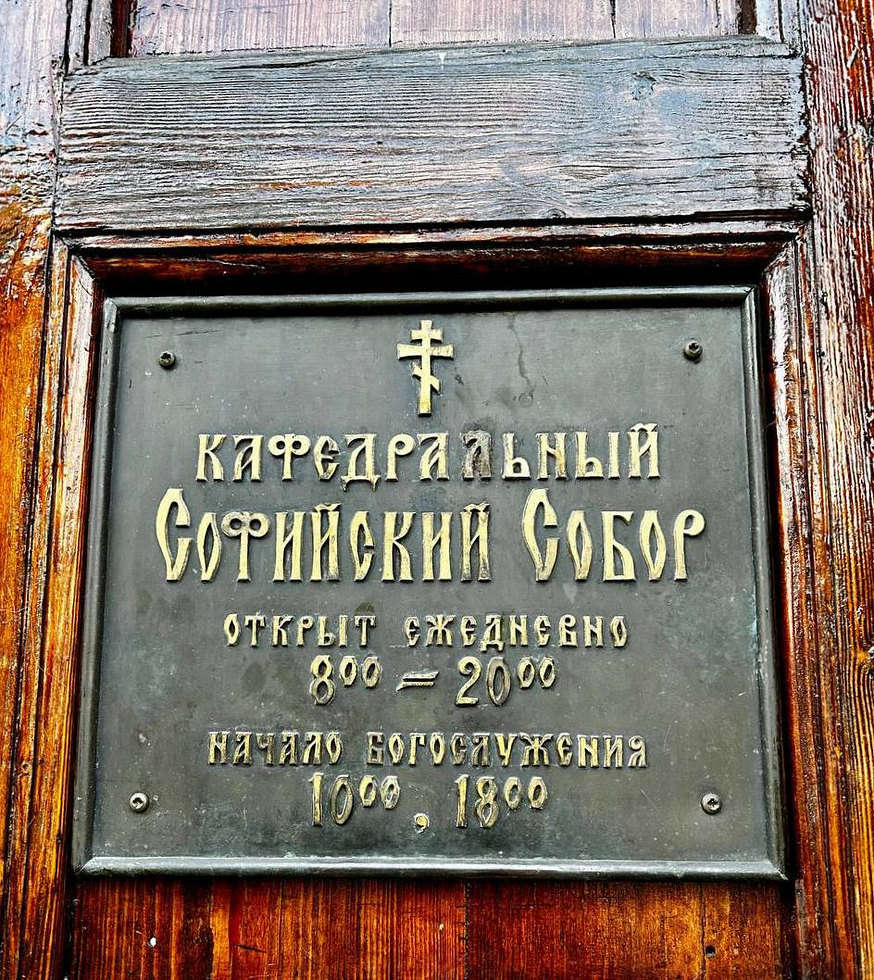 Кафедральный
Софийский Собор
открыт ежедневно
8⁰⁰ = 20⁰⁰
начало богослужения
10⁰⁰ . 18⁰⁰